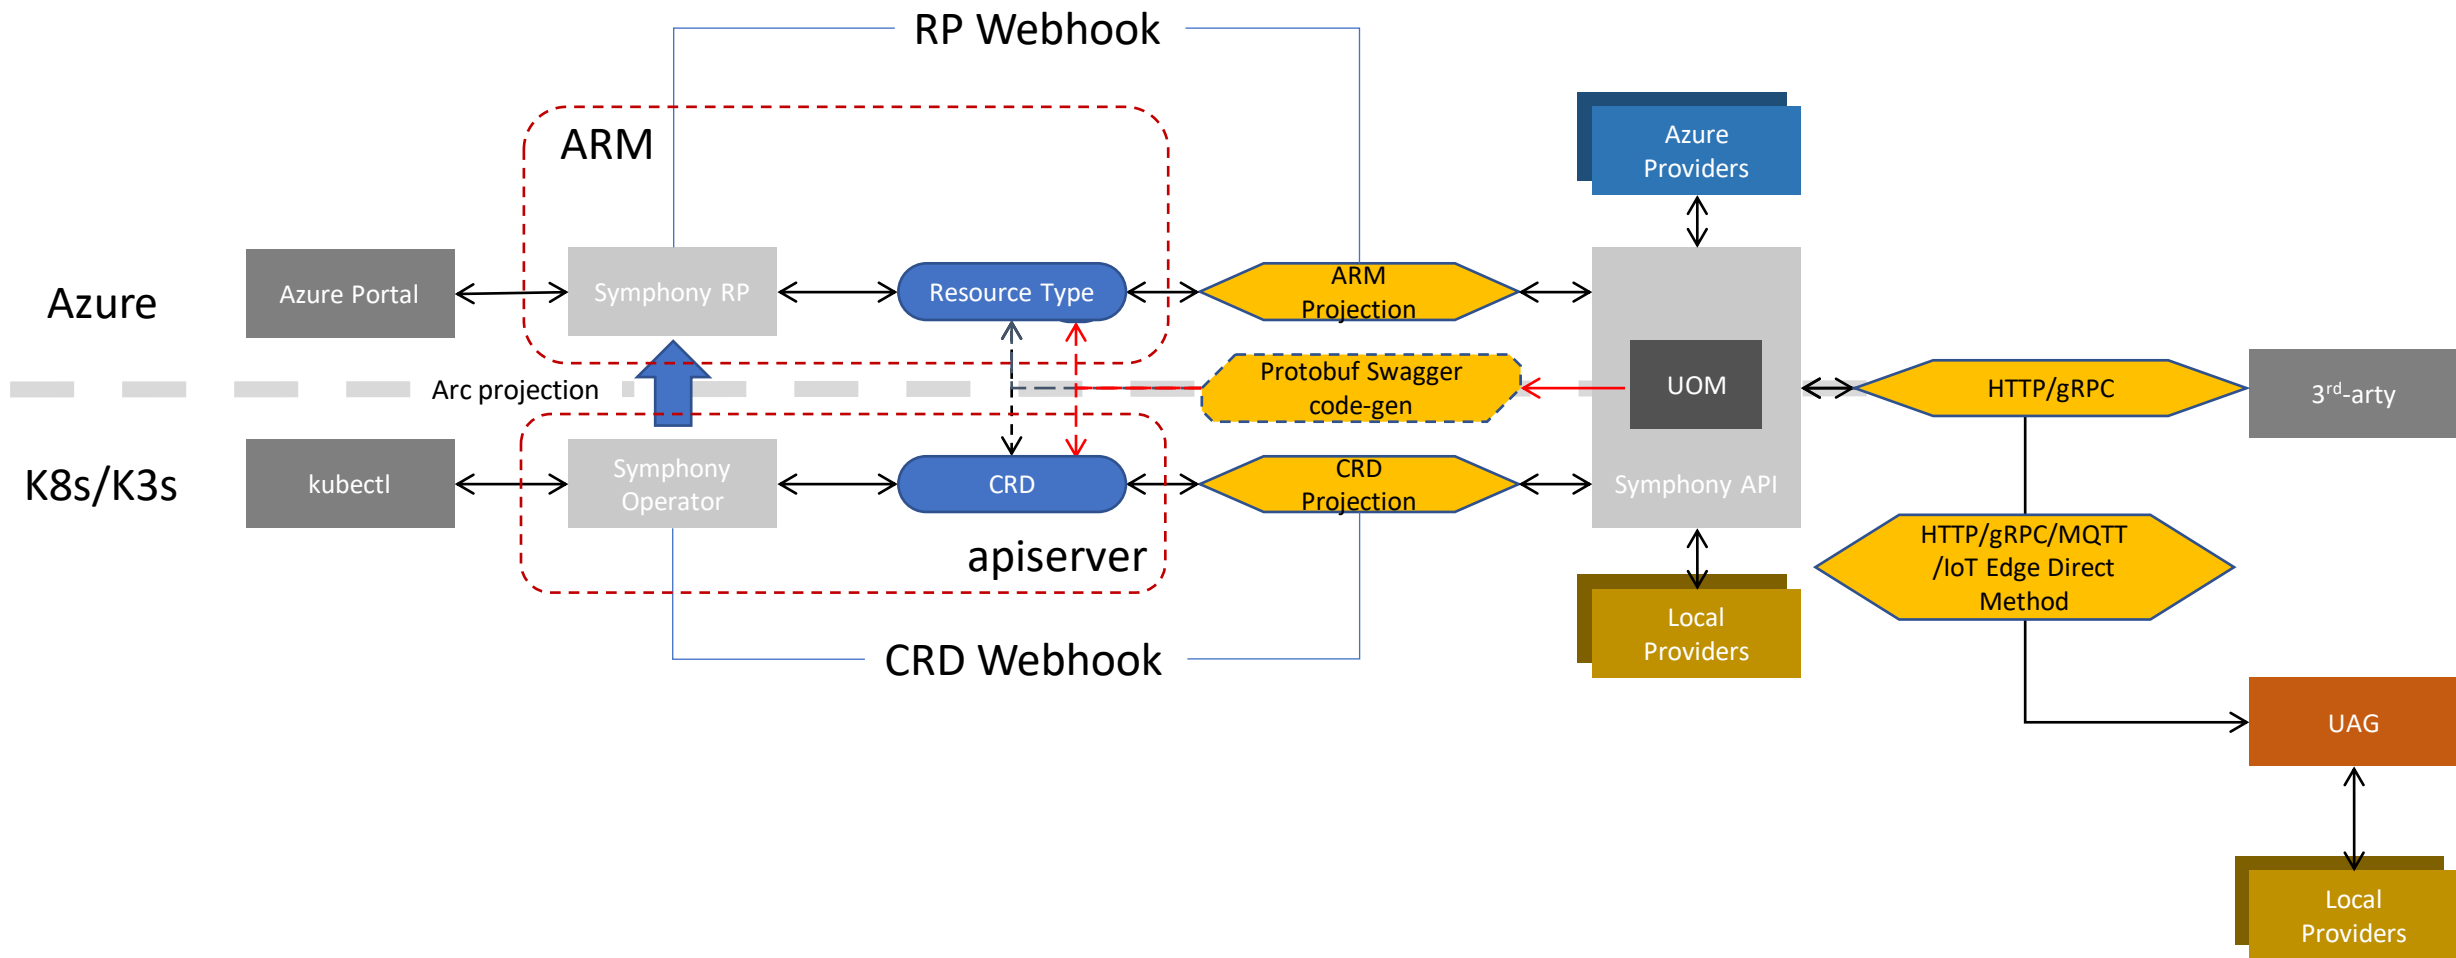 RP Webhook
ARM
Azure
Providers
Azure
Azure Portal
Symphony RP
Resource Type
ARM
Projection
Arc projection
Protobuf Swagger
code-gen
UOM
HTTP/gRPC
3rd-arty
K8s/K3s
kubectl
Symphony
Operator
CRD
CRD
Projection
Symphony API
apiserver
HTTP/gRPC/MQTT
/IoT Edge Direct
Method
CRD Webhook
Local
Providers
UAG
Local
Providers